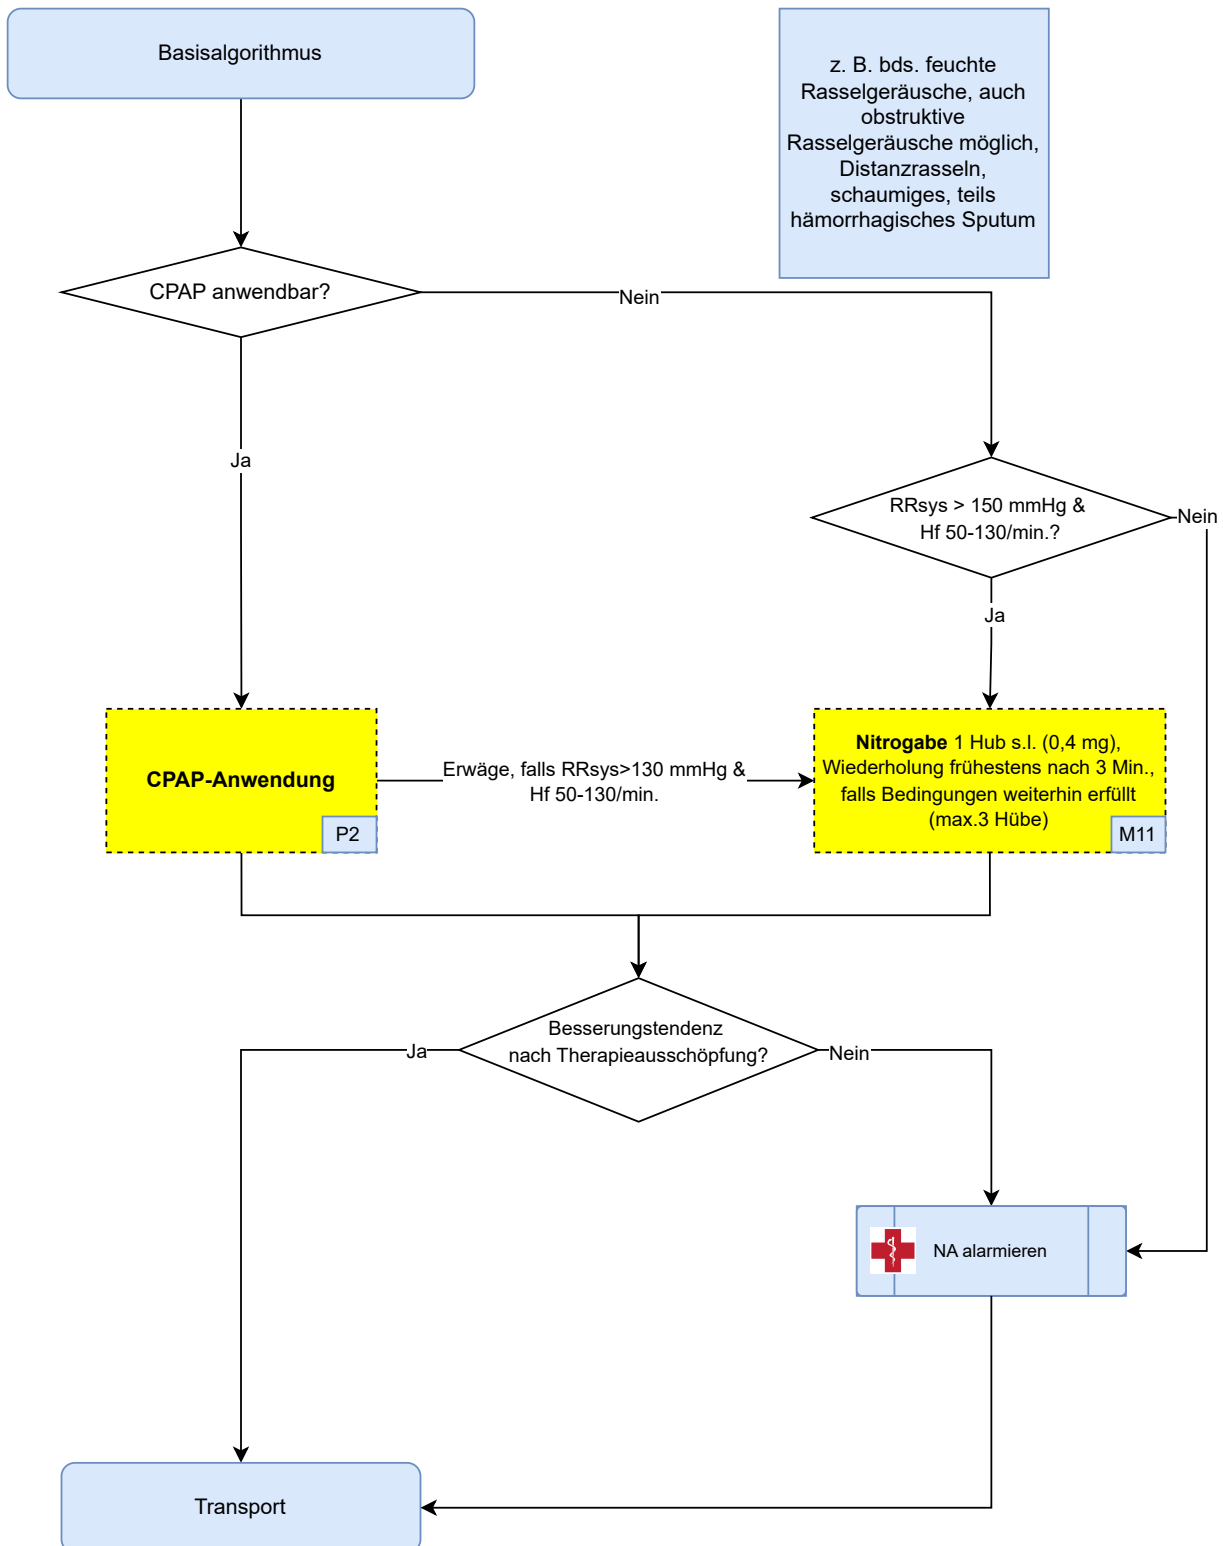 Basisalgorithmus
z. B. bds. feuchte
Rasselgeräusche, auch
obstruktive
Rasselgeräusche möglich,
Distanzrasseln,
schaumiges, teils
hämorrhagisches Sputum
CPAP anwendbar?
Nein
Ja
RRsys > 150 mmHg &
Hf 50-130/min.?
Nein
Ja
CPAP-Anwendung
P2
Erwäge, falls RRsys>130 mmHg &
Hf 50-130/min.
Nitrogabe 1 Hub s.l. (0,4 mg),
Wiederholung frühestens nach 3 Min.,
falls Bedingungen weiterhin erfüllt
(max.3 Hübe)
M11
Besserungstendenz
nach Therapieausschöpfung?
Ja
Nein
NA alarmieren
Transport